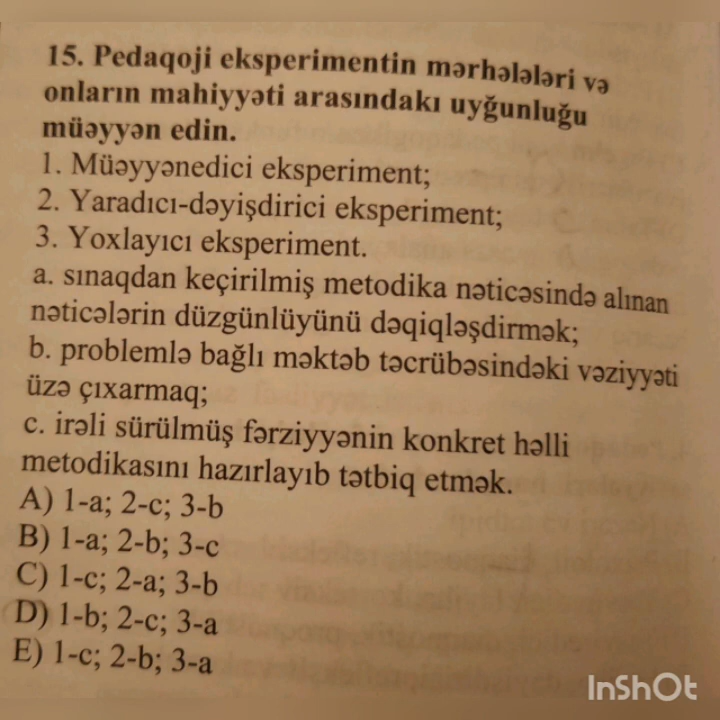 15. Pedaqoji eksperimentin mərhələləri və
onların mahiyyəti arasındakı uyğunluğu
müəyyən edin.
1. Müəyyənedici eksperiment;
2. Yaradıcı-dəyişdirici eksperiment;
3. Yoxlayıcı eksperiment.
a. sınaqdan keçirilmiş metodika nəticəsində alınan
nəticələrin düzgünlüyünü dəqiqləşdirmək;
b. problemlə bağlı məktəb təcrübəsindəki vəziyyəti
üzə çıxarmaq;
c. irəli sürülmüş fərziyyənin konkret həlli
metodikasını hazırlayıb tətbiq etmək.
A) 1-a; 2-c; 3-b
B) 1-a; 2-b; 3-c
C) 1-c; 2-a; 3-b
D) 1-b; 2-c; 3-a
E) 1-c; 2-b; 3-a
InShOt